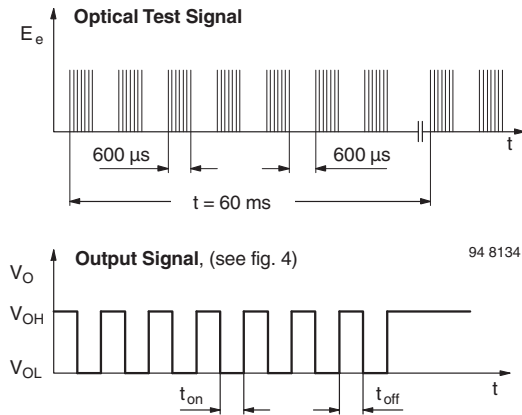 Optical Test Signal
Eₑ
t
600 µs
600 µs
t = 60 ms
Output Signal, (see fig. 4)
94 8134
V_O
V_OH
V_OL
t
t_on
t_off